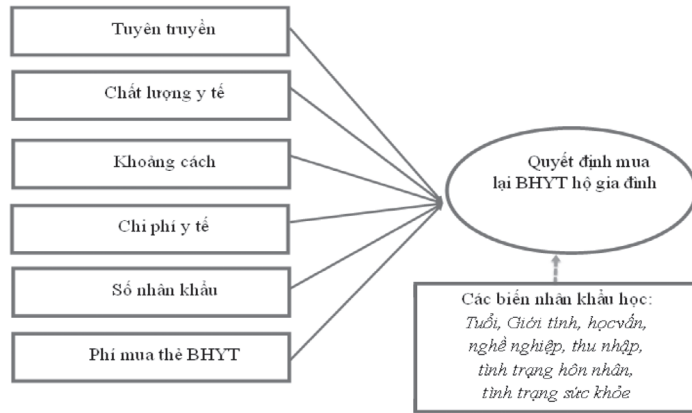 Tuyên truyền
Chất lượng y tế
Khoảng cách
Chi phí y tế
Số nhân khẩu
Phí mua thẻ BHYT
Quyết định mua
lại BHYT hộ gia đình
Các biến nhân khẩu học:
Tuổi, Giới tính, họcvấn,
nghề nghiệp, thu nhập,
tình trạng hôn nhân,
tình trạng sức khỏe